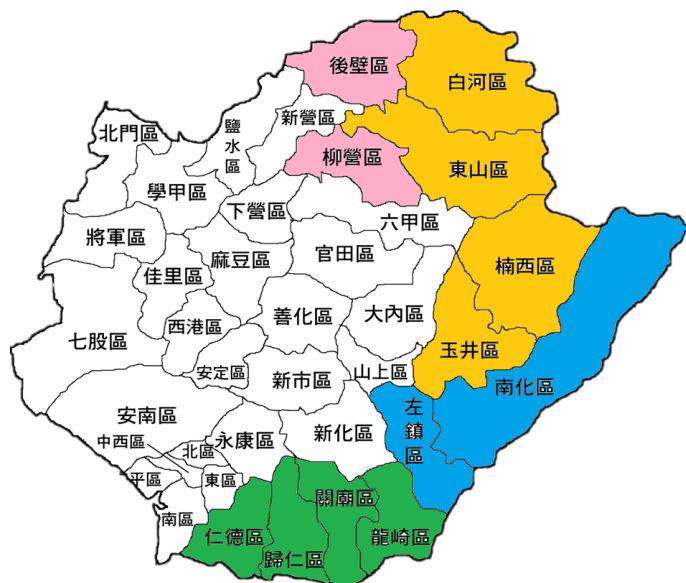 後壁區
白河區
新營區
鹽水區
北門區
柳營區
東山區
學甲區
下營區
六甲區
將軍區
麻豆區
官田區
楠西區
佳里區
大內區
善化區
西港區
七股區
玉井區
安定區
新市區
山上區
南化區
左鎮區
安南區
中西區
北區
永康區
新化區
平區
東區
關廟區
南區
仁德區
龍崎區
歸仁區